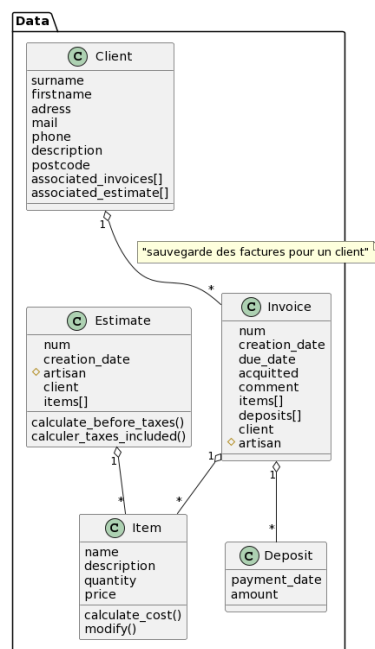 Data
C Client
surname
firstname
adress
mail
phone
description
postcode
associated_invoices[]
associated_estimate[]
1
"sauvegarde des factures pour un client"
*
C Estimate
num
creation_date
artisan
client
items[]
calculate_before_taxes()
calculer_taxes_included()
1
*
C Invoice
num
creation_date
due_date
acquitted
comment
items[]
deposits[]
client
artisan
1
*
1
*
C Item
name
description
quantity
price
calculate_cost()
modify()
C Deposit
payment_date
amount